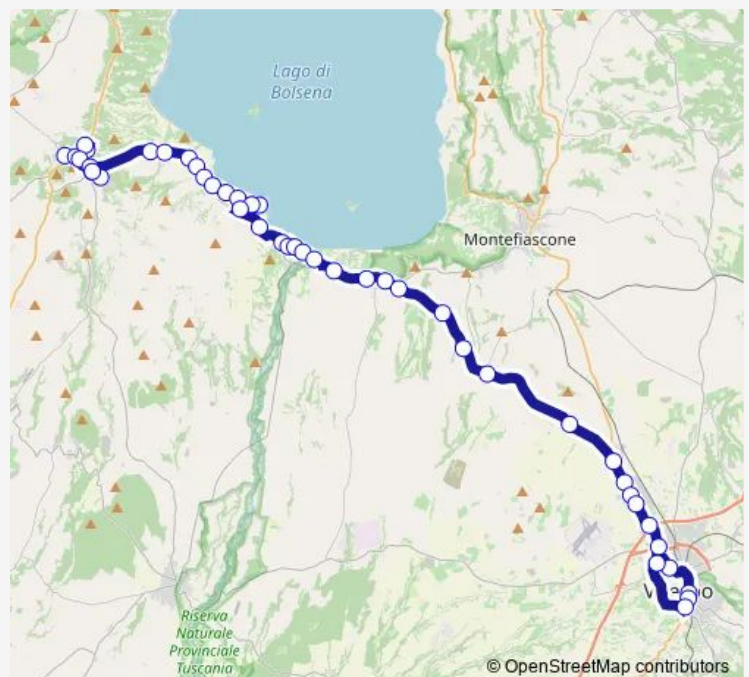 Lago di
Bolsena
Montefiascone
Riserva
Naturale
Provinciale
Tuscania
© OpenStreetMap contributors